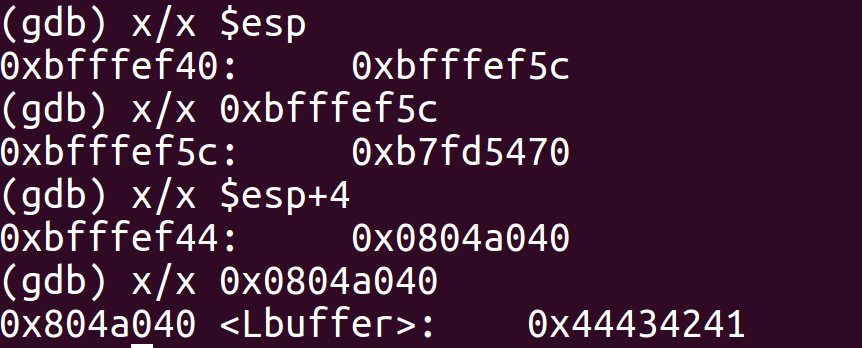 (gdb) x/x $esp
0xbfffef40:     0xbfffef5c
(gdb) x/x 0xbfffef5c
0xbfffef5c:     0xb7fd5470
(gdb) x/x $esp+4
0xbfffef44:     0x0804a040
(gdb) x/x 0x0804a040
0x804a040 <Lbuffer>:    0x44434241